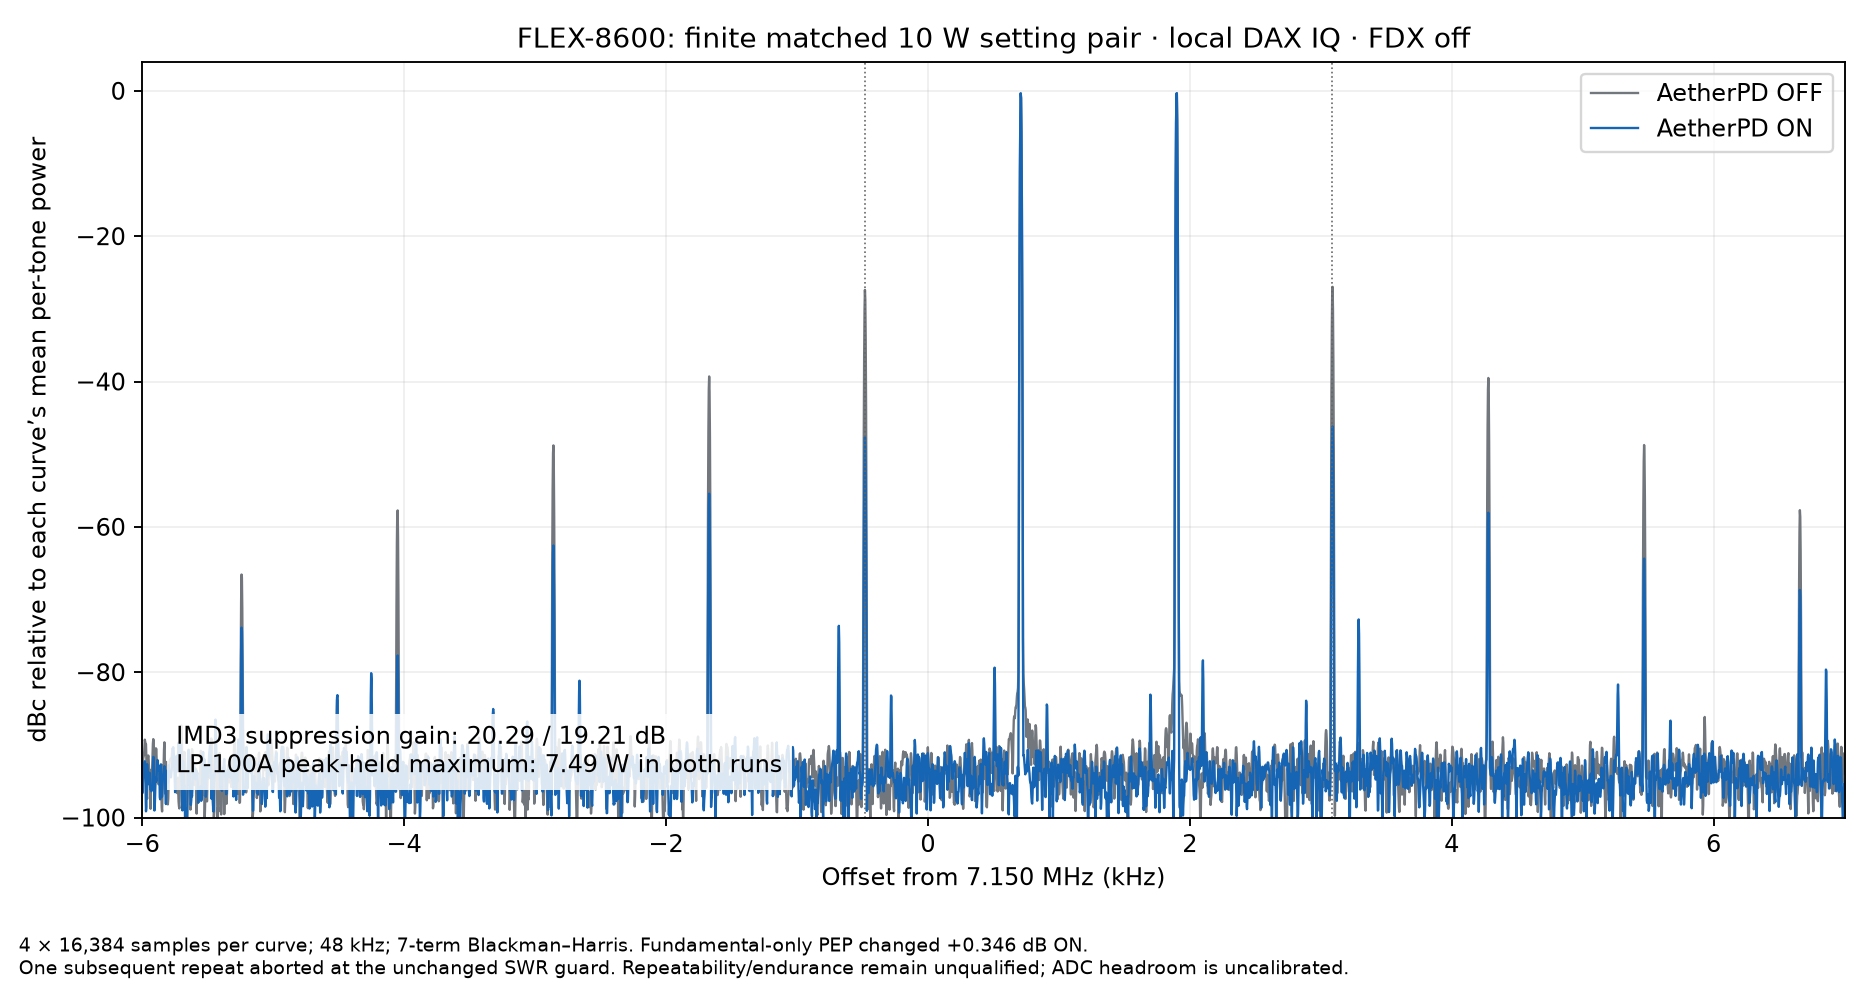 FLEX-8600: finite matched 10 W setting pair · local DAX IQ · FDX off
AetherPD OFF
AetherPD ON
dBc relative to each curve’s mean per-tone power
0
−20
−40
−60
−80
−100
IMD3 suppression gain: 20.29 / 19.21 dB
LP-100A peak-held maximum: 7.49 W in both runs
−6
−4
−2
0
2
4
6
Offset from 7.150 MHz (kHz)
4 × 16,384 samples per curve; 48 kHz; 7-term Blackman–Harris. Fundamental-only PEP changed +0.346 dB ON.
One subsequent repeat aborted at the unchanged SWR guard. Repeatability/endurance remain unqualified; ADC headroom is uncalibrated.